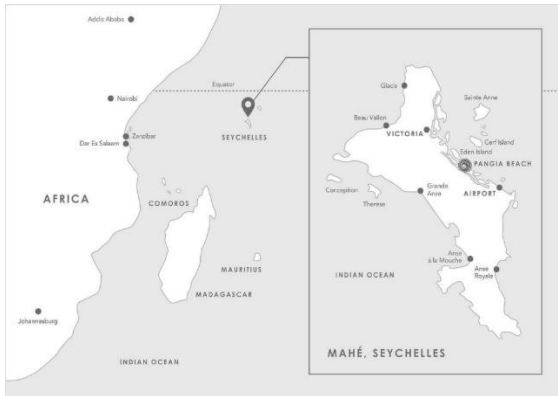 Addis Ababa
Equator
Nairobi
Zanzibar
Dar Es Salaam
SEYCHELLES
AFRICA
COMOROS
MAURITIUS
MADAGASCAR
Johannesburg
INDIAN OCEAN
Glacis
Sainte Anne
Beau Vallon
VICTORIA
Cerf Island
Eden Island
PANGIA BEACH
Conception
Therese
Grande
Anse
AIRPORT
Anse
à la Mouche
Anse
Royale
INDIAN OCEAN
MAHÉ, SEYCHELLES